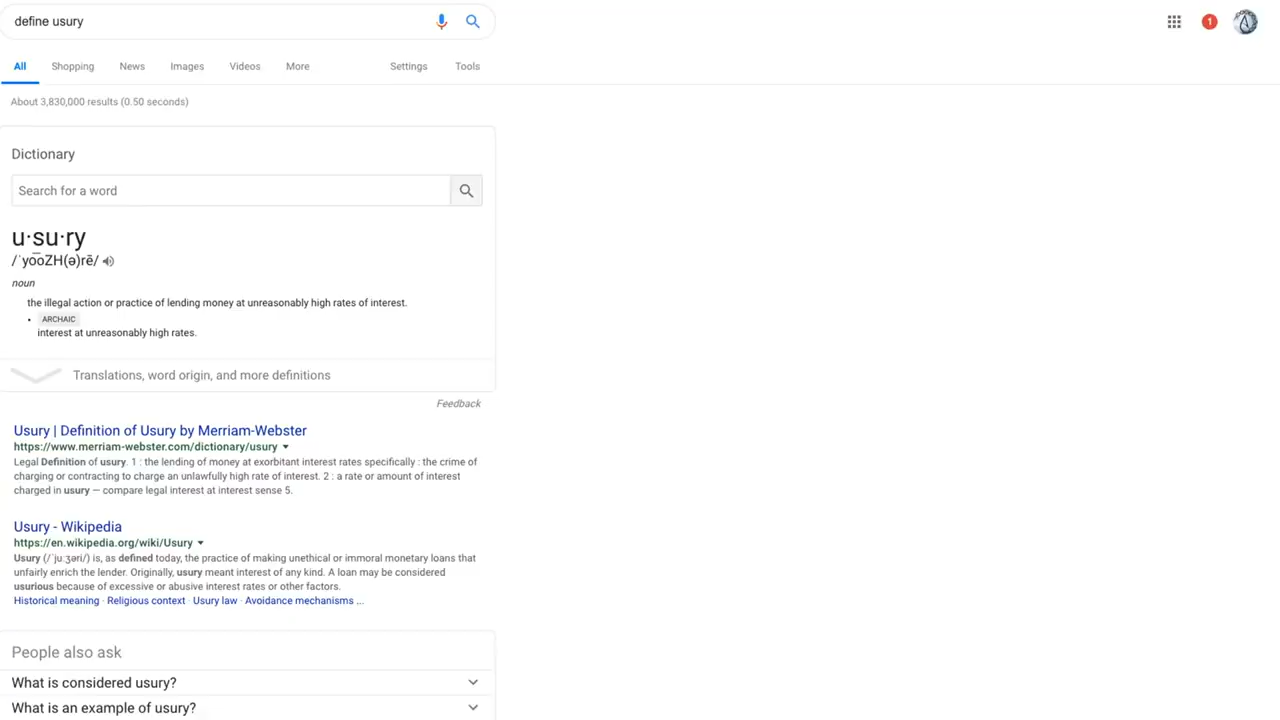 define usury
1
All Shopping News Images Videos More Settings Tools
About 3,830,000 results (0.50 seconds)
Dictionary
Search for a word
u·su·ry
/ˈyo͞oZH(ə)rē/
noun
the illegal action or practice of lending money at unreasonably high rates of interest.
• ARCHAIC
interest at unreasonably high rates.
Translations, word origin, and more definitions
Feedback
Usury | Definition of Usury by Merriam-Webster
https://www.merriam-webster.com/dictionary/usury
Legal Definition of usury. 1 : the lending of money at exorbitant interest rates specifically : the crime of
charging or contracting to charge an unlawfully high rate of interest. 2 : a rate or amount of interest
charged in usury — compare legal interest at interest sense 5.
Usury - Wikipedia
https://en.wikipedia.org/wiki/Usury
Usury (/ˈjuːʒəri/) is, as defined today, the practice of making unethical or immoral monetary loans that
unfairly enrich the lender. Originally, usury meant interest of any kind. A loan may be considered
usurious because of excessive or abusive interest rates or other factors.
Historical meaning · Religious context · Usury law · Avoidance mechanisms ...
People also ask
What is considered usury?
What is an example of usury?